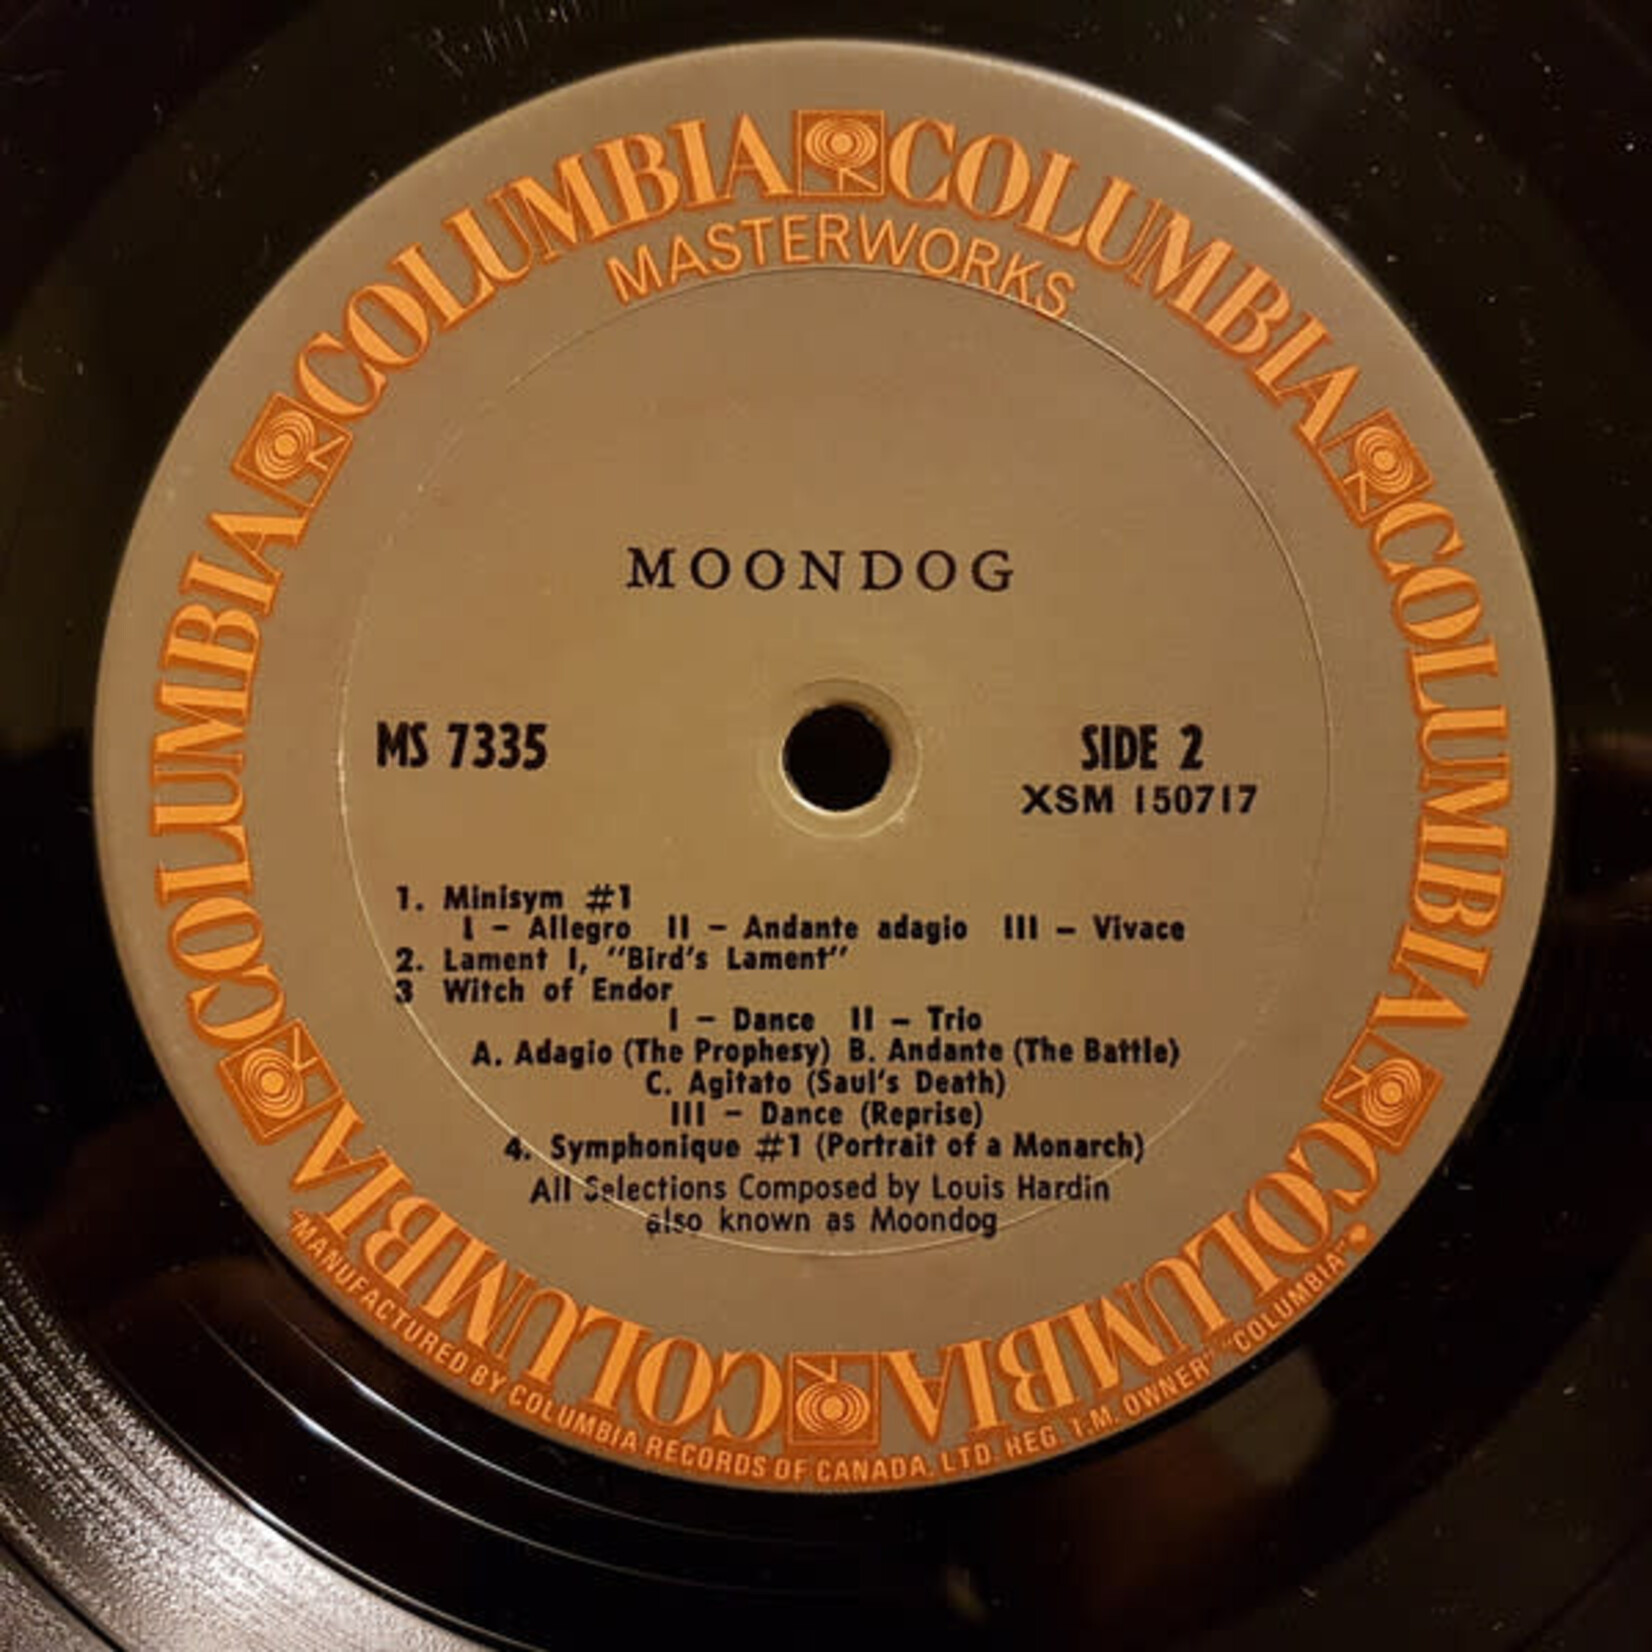 COLUMBIA COLUMBIA COLUMBIA COLUMBIA COLUMBIA COLUMBIA
MASTERWORKS
MOONDOG
MS 7335
SIDE 2
XSM 150717
1. Minisym #1
I - Allegro II - Andante adagio III - Vivace
2. Lament I, "Bird's Lament"
3 Witch of Endor
I - Dance II - Trio
A. Adagio (The Prophesy) B. Andante (The Battle)
C. Agitato (Saul's Death)
III - Dance (Reprise)
4. Symphonique #1 (Portrait of a Monarch)
All Selections Composed by Louis Hardin
also known as Moondog
"MANUFACTURED BY COLUMBIA RECORDS OF CANADA, LTD. REG. T.M. OWNER" "COLUMBIA"